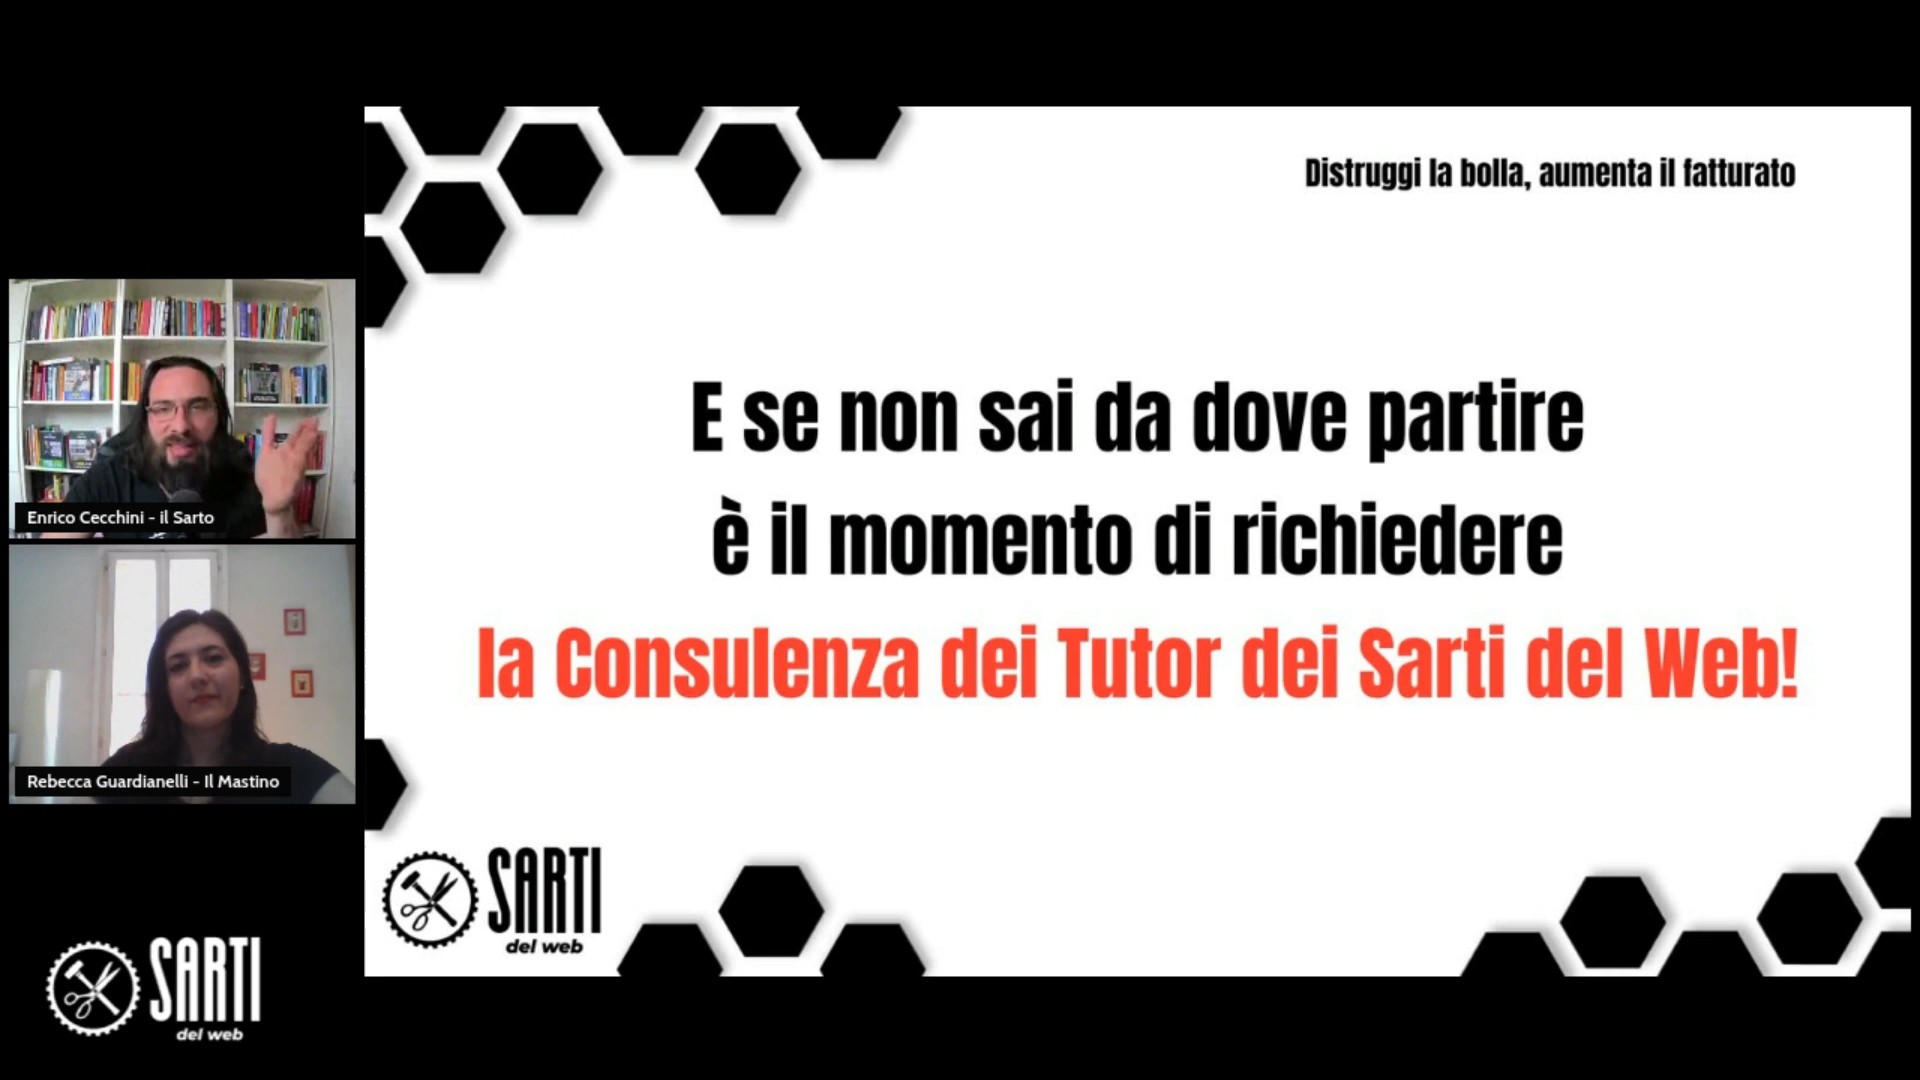 Distruggi la bolla, aumenta il fatturato
E se non sai da dove partire
è il momento di richiedere
la Consulenza dei Tutor dei Sarti del Web!
Enrico Cecchini - il Sarto
Rebecca Guardianelli - Il Mastino
SARTI
del web
SARTI
del web